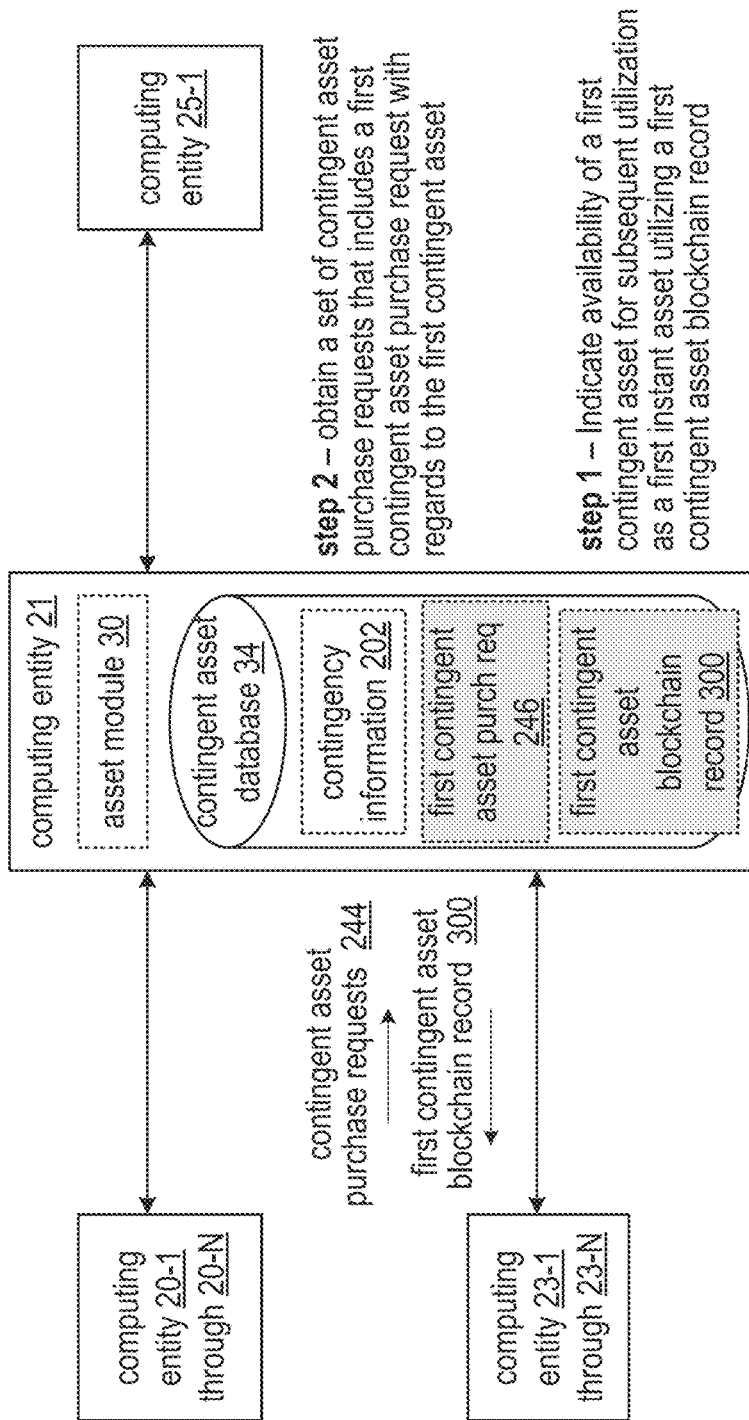 computing
entity 20-1
through 20-N
computing
entity 23-1
through 23-N
contingent asset
purchase requests 244
first contingent asset
blockchain record 300
computing entity 21
asset module 30
contingent asset
database 34
contingency
information 202
first contingent
asset purch req
246
first contingent
asset
blockchain
record 300
computing
entity 25-1
step 2 – obtain a set of contingent asset
purchase requests that includes a first
contingent asset purchase request with
regards to the first contingent asset
step 1 – Indicate availability of a first
contingent asset for subsequent utilization
as a first instant asset utilizing a first
contingent asset blockchain record